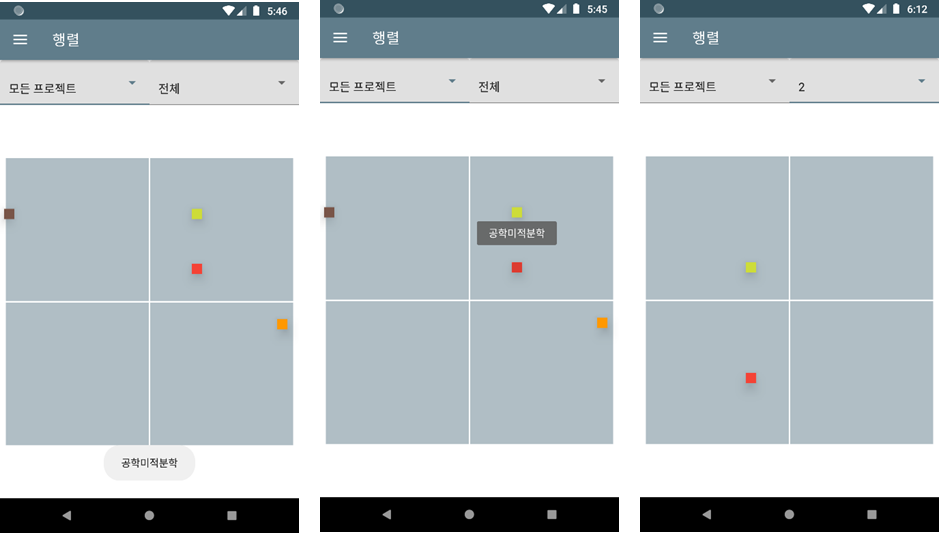 5:46
행렬
모든 프로젝트 전체
공학미적분학
5:45
행렬
모든 프로젝트 전체
공학미적분학
6:12
행렬
모든 프로젝트 2